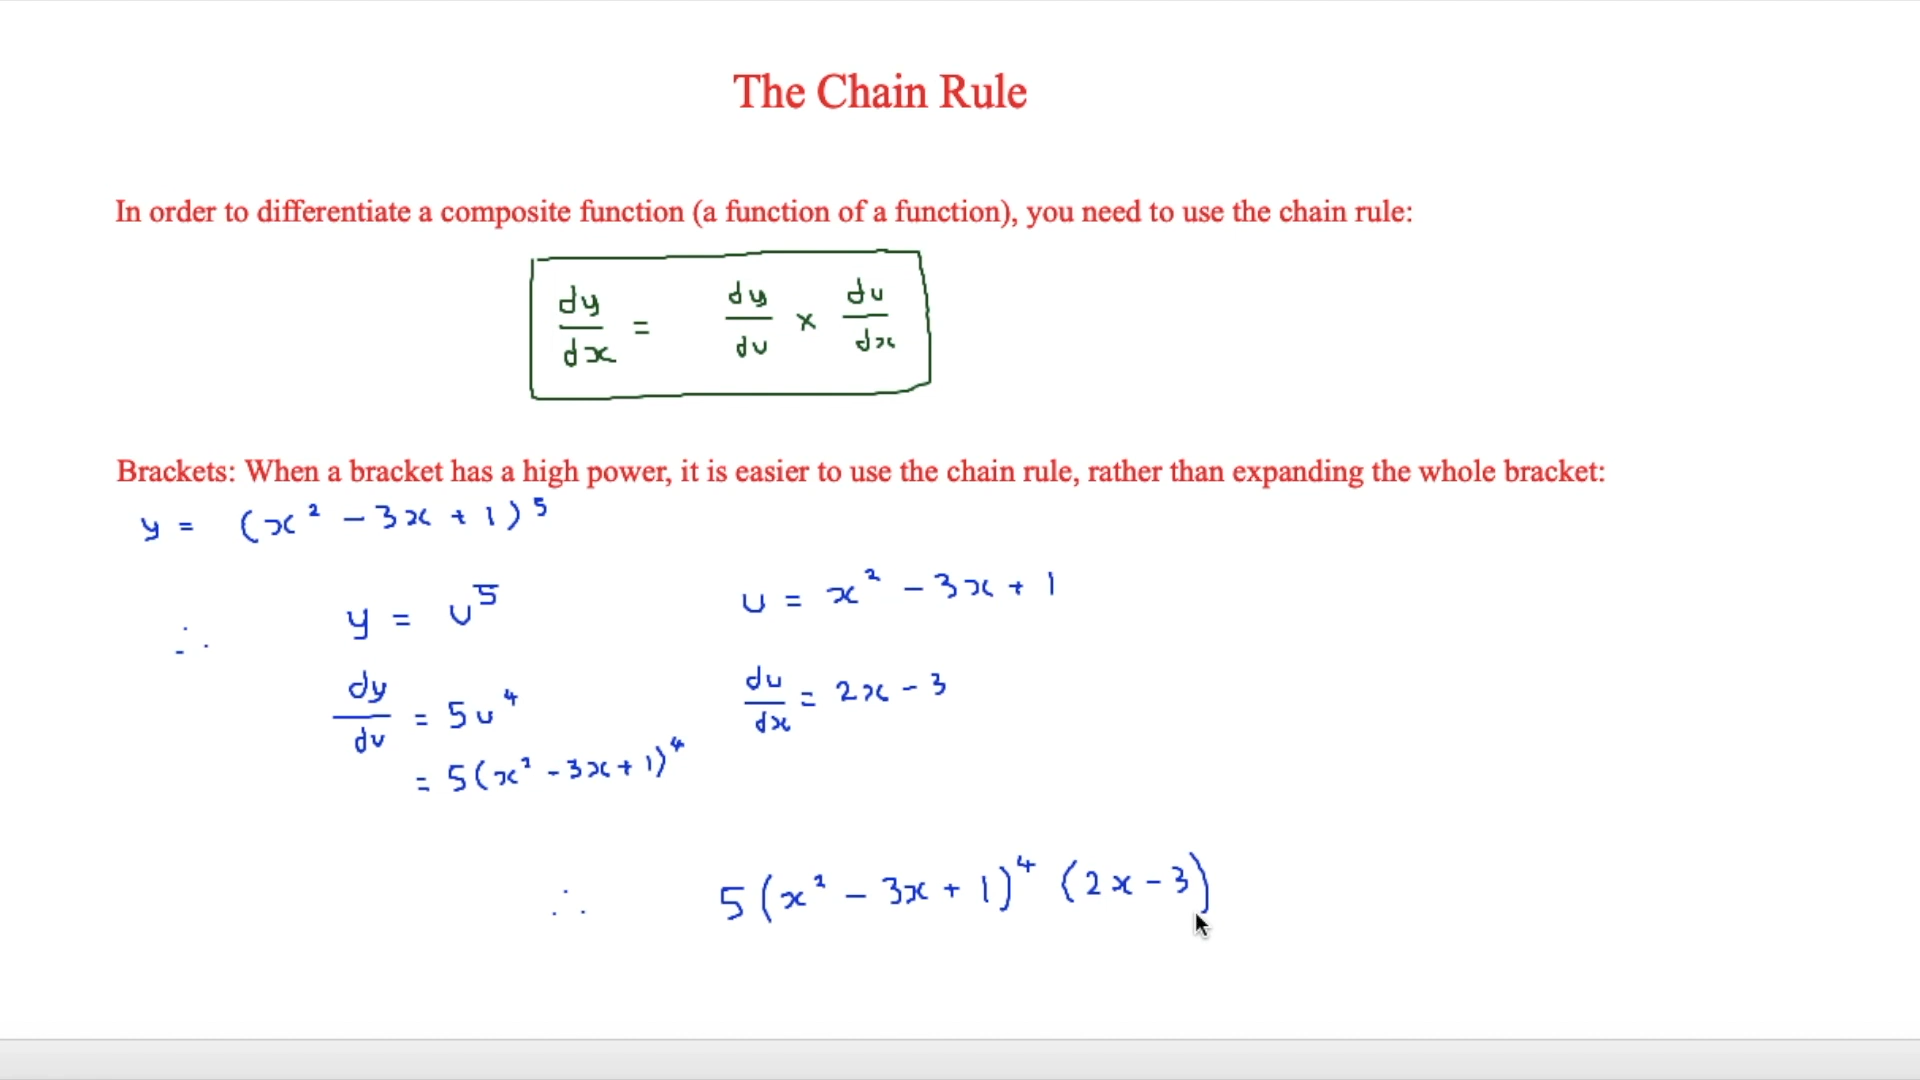 The Chain Rule
In order to differentiate a composite function (a function of a function), you need to use the chain rule:
dy/dx = dy/du × du/dx
Brackets: When a bracket has a high power, it is easier to use the chain rule, rather than expanding the whole bracket:
y = (x² - 3x + 1)⁵
∴ y = u⁵ u = x² - 3x + 1
dy/du = 5u⁴ du/dx = 2x - 3
= 5(x² - 3x + 1)⁴
∴ 5(x² - 3x + 1)⁴ (2x - 3)